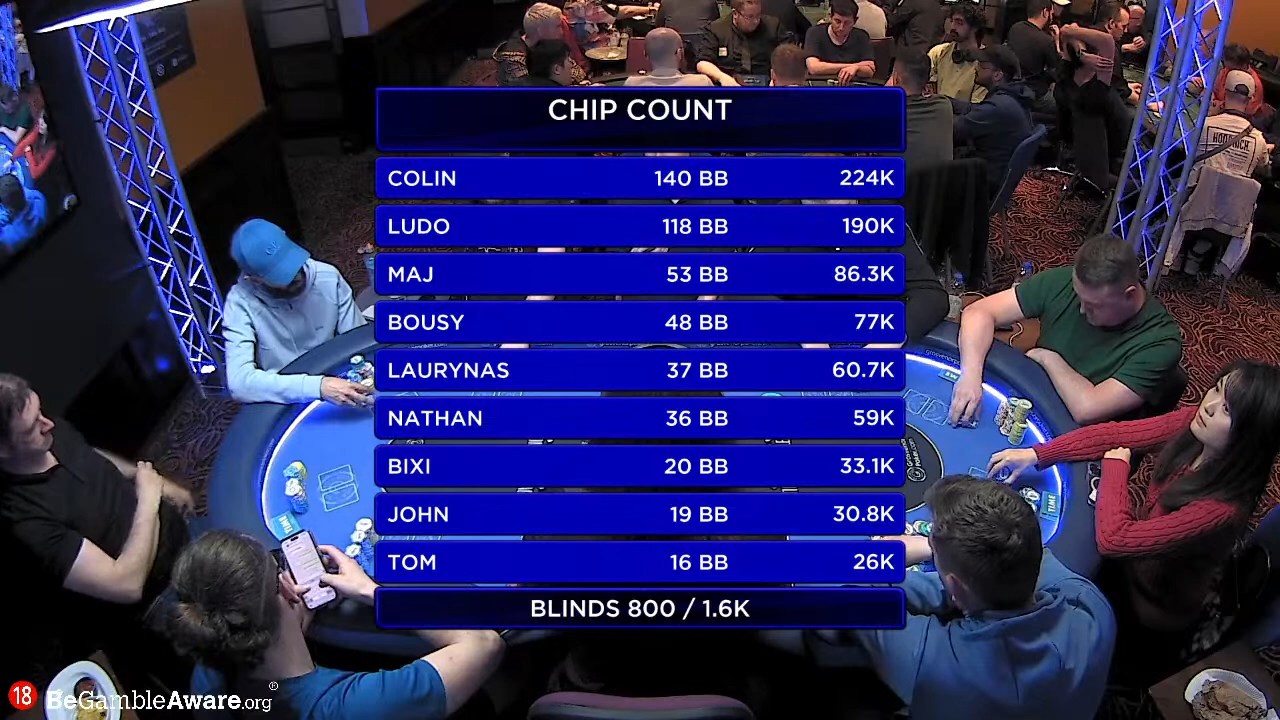 CHIP COUNT
COLIN 140 BB 224K
LUDO 118 BB 190K
MAJ 53 BB 86.3K
BOUSY 48 BB 77K
LAURYNAS 37 BB 60.7K
NATHAN 36 BB 59K
BIXI 20 BB 33.1K
JOHN 19 BB 30.8K
TOM 16 BB 26K
BLINDS 800 / 1.6K
TIME
TIME
18 BeGambleAware.org®